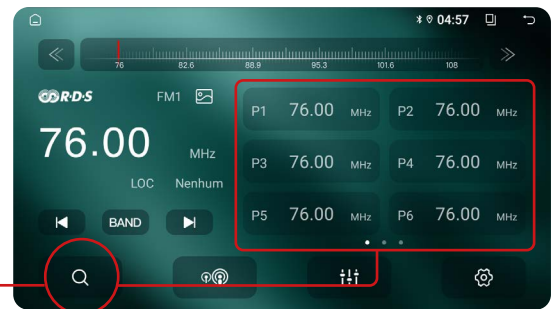 04:57
76 82.6 88.9 95.3 101.6 108
R·D·S FM1
76.00 MHz
LOC Nenhum
BAND
P1 76.00 MHz P2 76.00 MHz
P3 76.00 MHz P4 76.00 MHz
P5 76.00 MHz P6 76.00 MHz